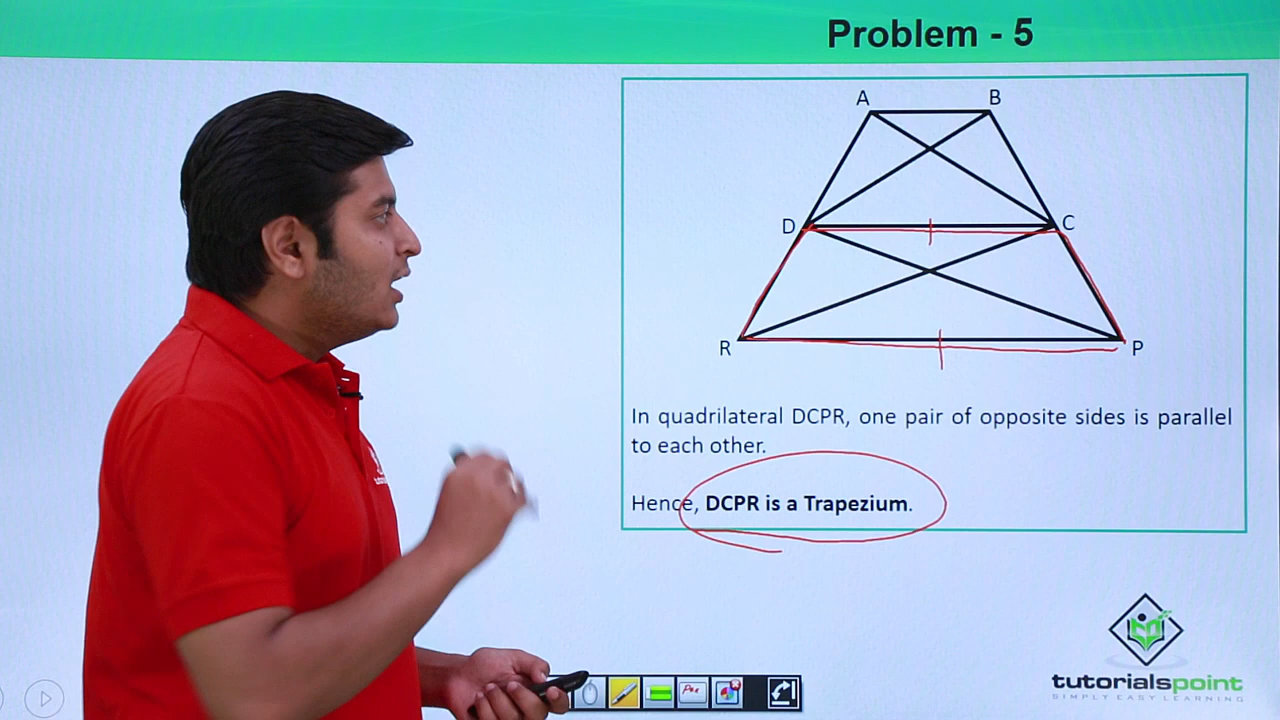 Problem - 5
A
B
D
C
R
P
In quadrilateral DCPR, one pair of opposite sides is parallel
to each other.
Hence, DCPR is a Trapezium.
tutorialspoint
SIMPLY EASY LEARNING